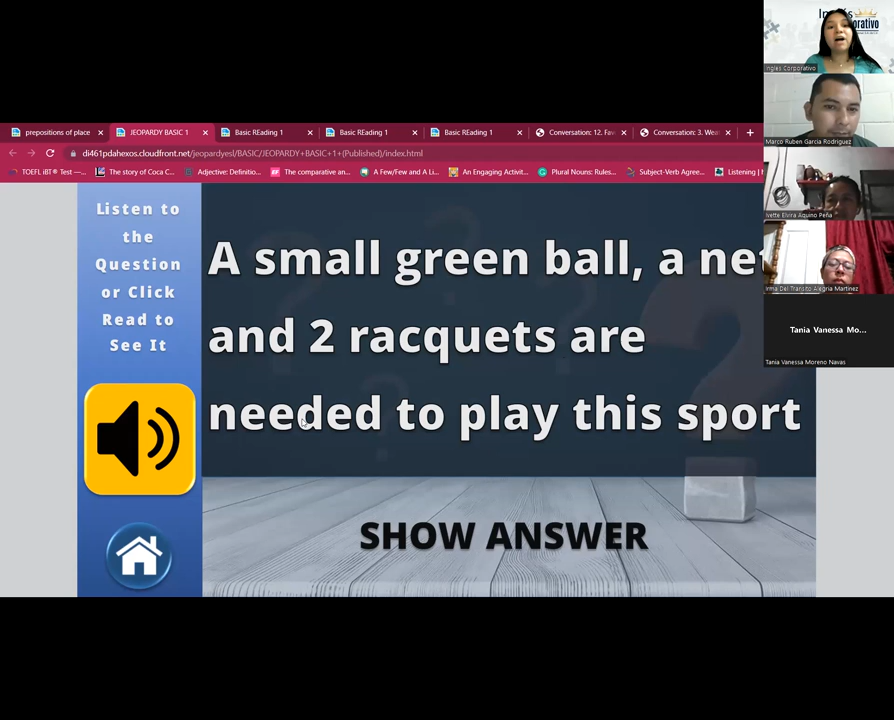 prepositions of place
JEOPARDY BASIC 1
Basic REading 1
Basic REading 1
Basic REading 1
Conversation: 12. Fav
Conversation: 3. Wea
di461pdahexos.cloudfront.net/jeopardyesl/BASIC/JEOPARDY+BASIC+1+(Published)/index.html
TOEFL iBT® Test —...
The story of Coca C...
Adjective: Definitio...
The comparative an...
A Few/Few and A Li...
An Engaging Activit...
Plural Nouns: Rules...
Subject-Verb Agree...
Listening |
Listen to
the
Question
or Click
Read to
See It
A small green ball, a ne
and 2 racquets are
needed to play this sport
SHOW ANSWER
Inglés Corporativo
Marco Ruben Garcia Rodriguez
Ivette Elvira Aquino Peña
Irma Del Transito Alegria Martinez
Tania Vanessa Mo...
Tania Vanessa Moreno Navas